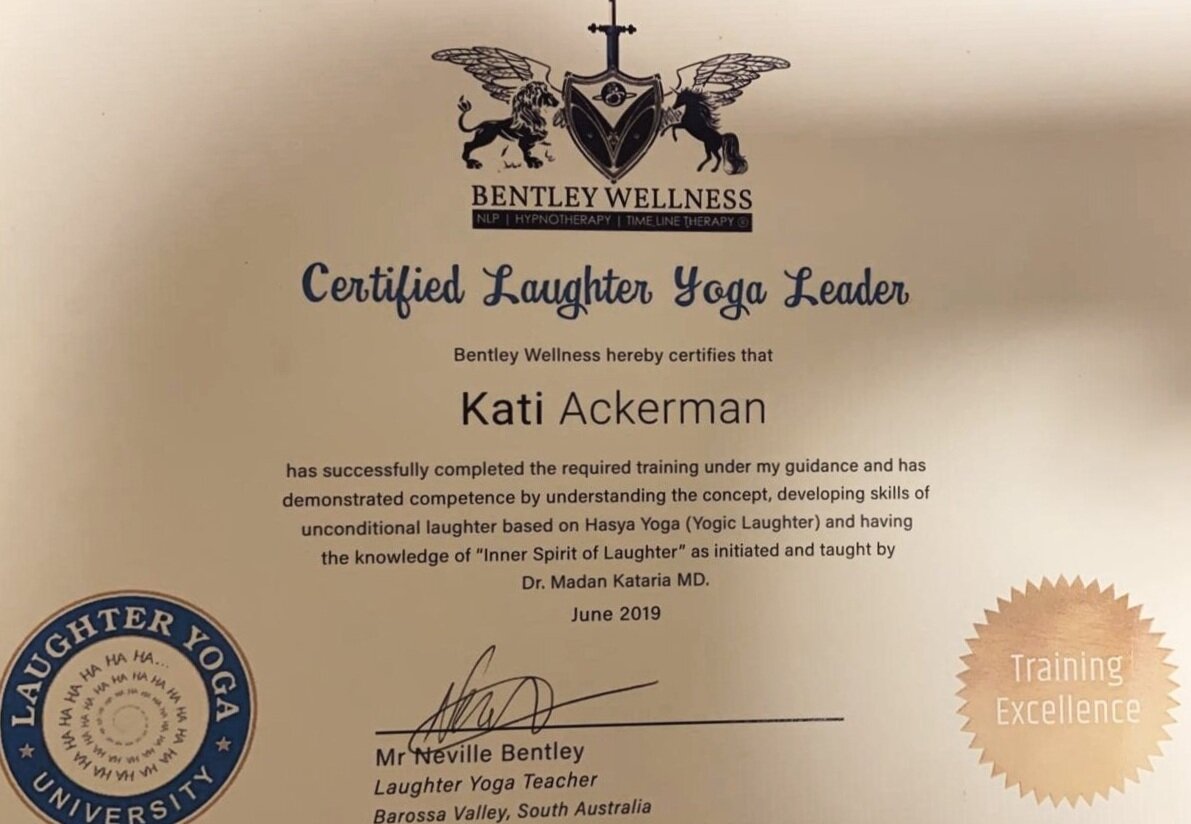 BENTLEY WELLNESS
NLP | HYPNOTHERAPY | TIME LINE THERAPY ®
Certified Laughter Yoga Leader
Bentley Wellness hereby certifies that
Kati Ackerman
has successfully completed the required training under my guidance and has
demonstrated competence by understanding the concept, developing skills of
unconditional laughter based on Hasya Yoga (Yogic Laughter) and having
the knowledge of “Inner Spirit of Laughter” as initiated and taught by
Dr. Madan Kataria MD.
June 2019
LAUGHTER YOGA
UNIVERSITY
HA HA HA HA HA HA...
Training
Excellence
Mr Neville Bentley
Laughter Yoga Teacher
Barossa Valley, South Australia